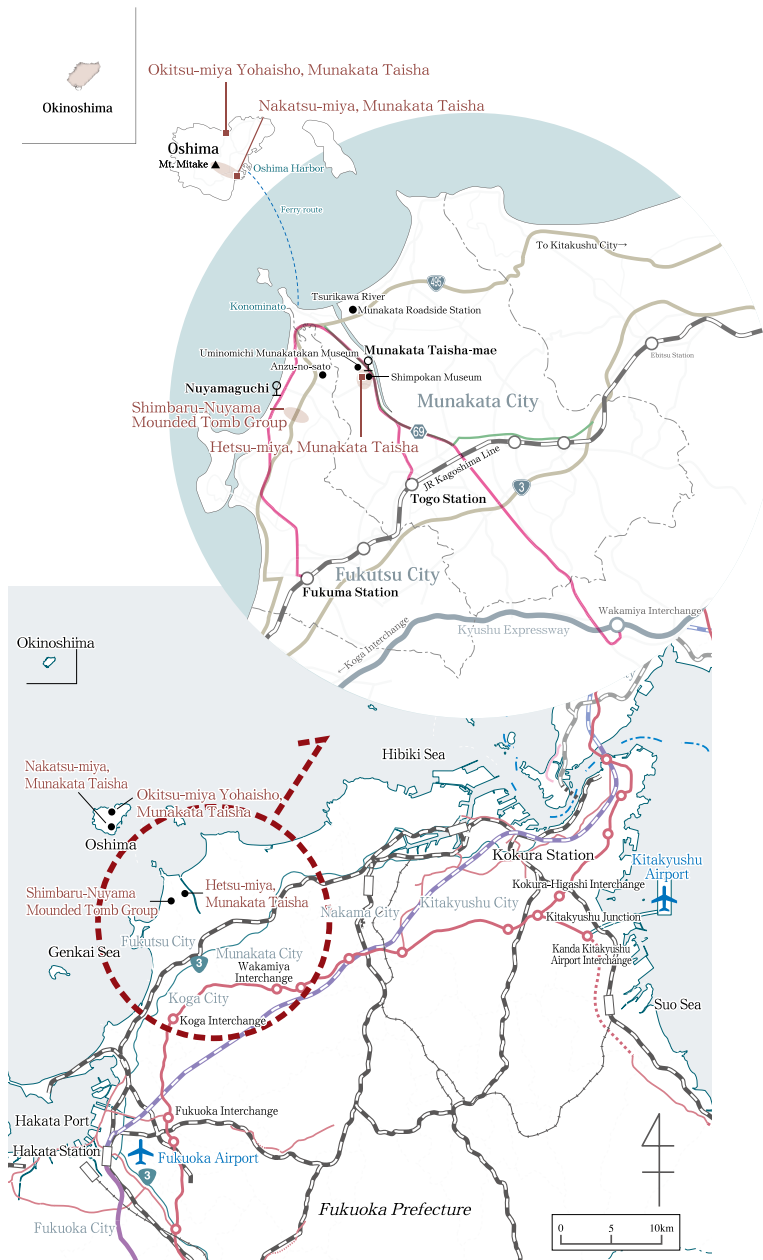 Okitsu-miya Yohaisho, Munakata Taisha
Nakatsu-miya, Munakata Taisha
Okinoshima
Oshima
Mt. Mitake
Oshima Harbor
Ferry route
To Kitakushu City→
495
Tsurikawa River
Konominato
Munakata Roadside Station
Uminomichi Munakatakan Museum
Munakata Taisha-mae
Ebitsu Station
Anzu-no-sato
Shimpokan Museum
Nuyamaguchi
Munakata City
Shimbaru-Nuyama
Mounded Tomb Group
69
Hetsu-miya, Munakata Taisha
JR Kagoshima Line
3
Togo Station
Fukutsu City
Fukuma Station
Wakamiya Interchange
Kyushu Expressway
←Koga Interchange
Okinoshima
Hibiki Sea
Nakatsu-miya,
Munakata Taisha
Okitsu-miya Yohaisho,
Munakata Taisha
Oshima
Kokura Station
Kitakyushu
Airport
Hetsu-miya,
Munakata Taisha
Shimbaru-Nuyama
Mounded Tomb Group
Kokura-Higashi Interchange
Nakama City
Kitakyushu City
Kitakyushu Junction
Fukutsu City
Genkai Sea
Munakata City
Kanda Kitakyushu
Airport Interchange
3
Wakamiya
Interchange
Koga City
Suo Sea
Koga Interchange
Fukuoka Interchange
Hakata Port
Hakata Station
Fukuoka Airport
3
Fukuoka Prefecture
Fukuoka City
0 5 10km